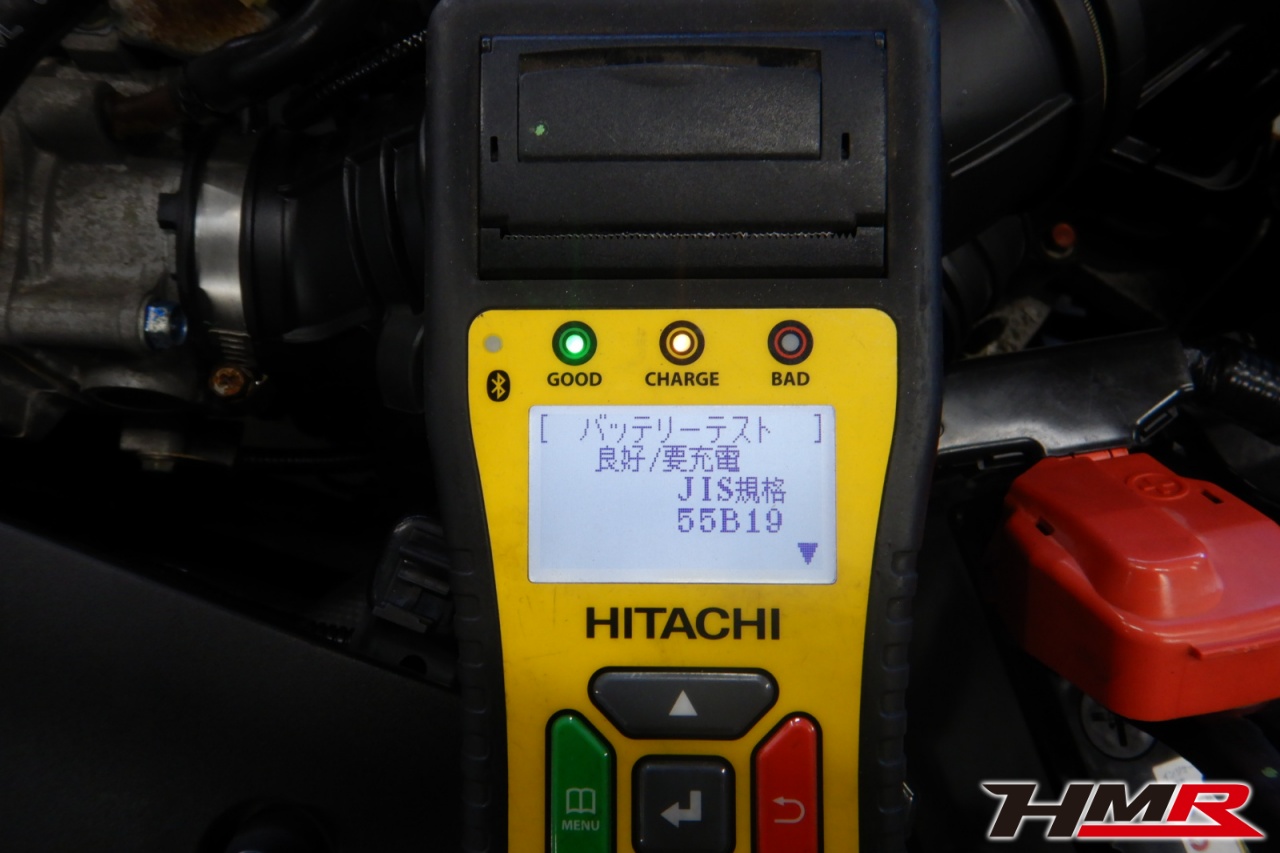 GOOD CHARGE BAD
[ バッテリーテスト ]
良好/要充電
JIS規格
55B19
HITACHI
MENU
HMR